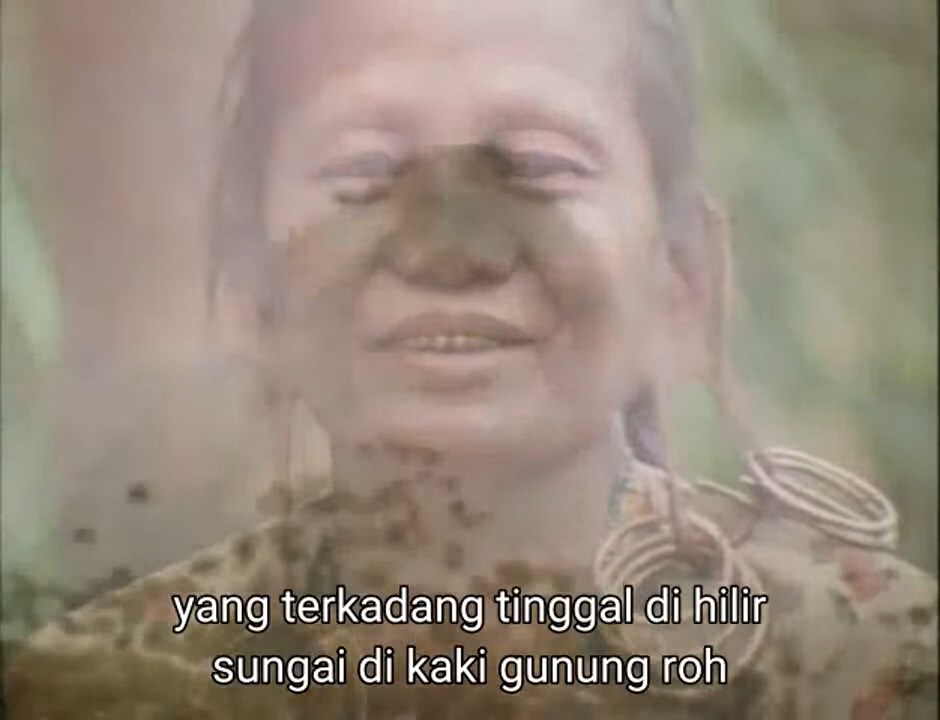 yang terkadang tinggal di hilir
sungai di kaki gunung roh